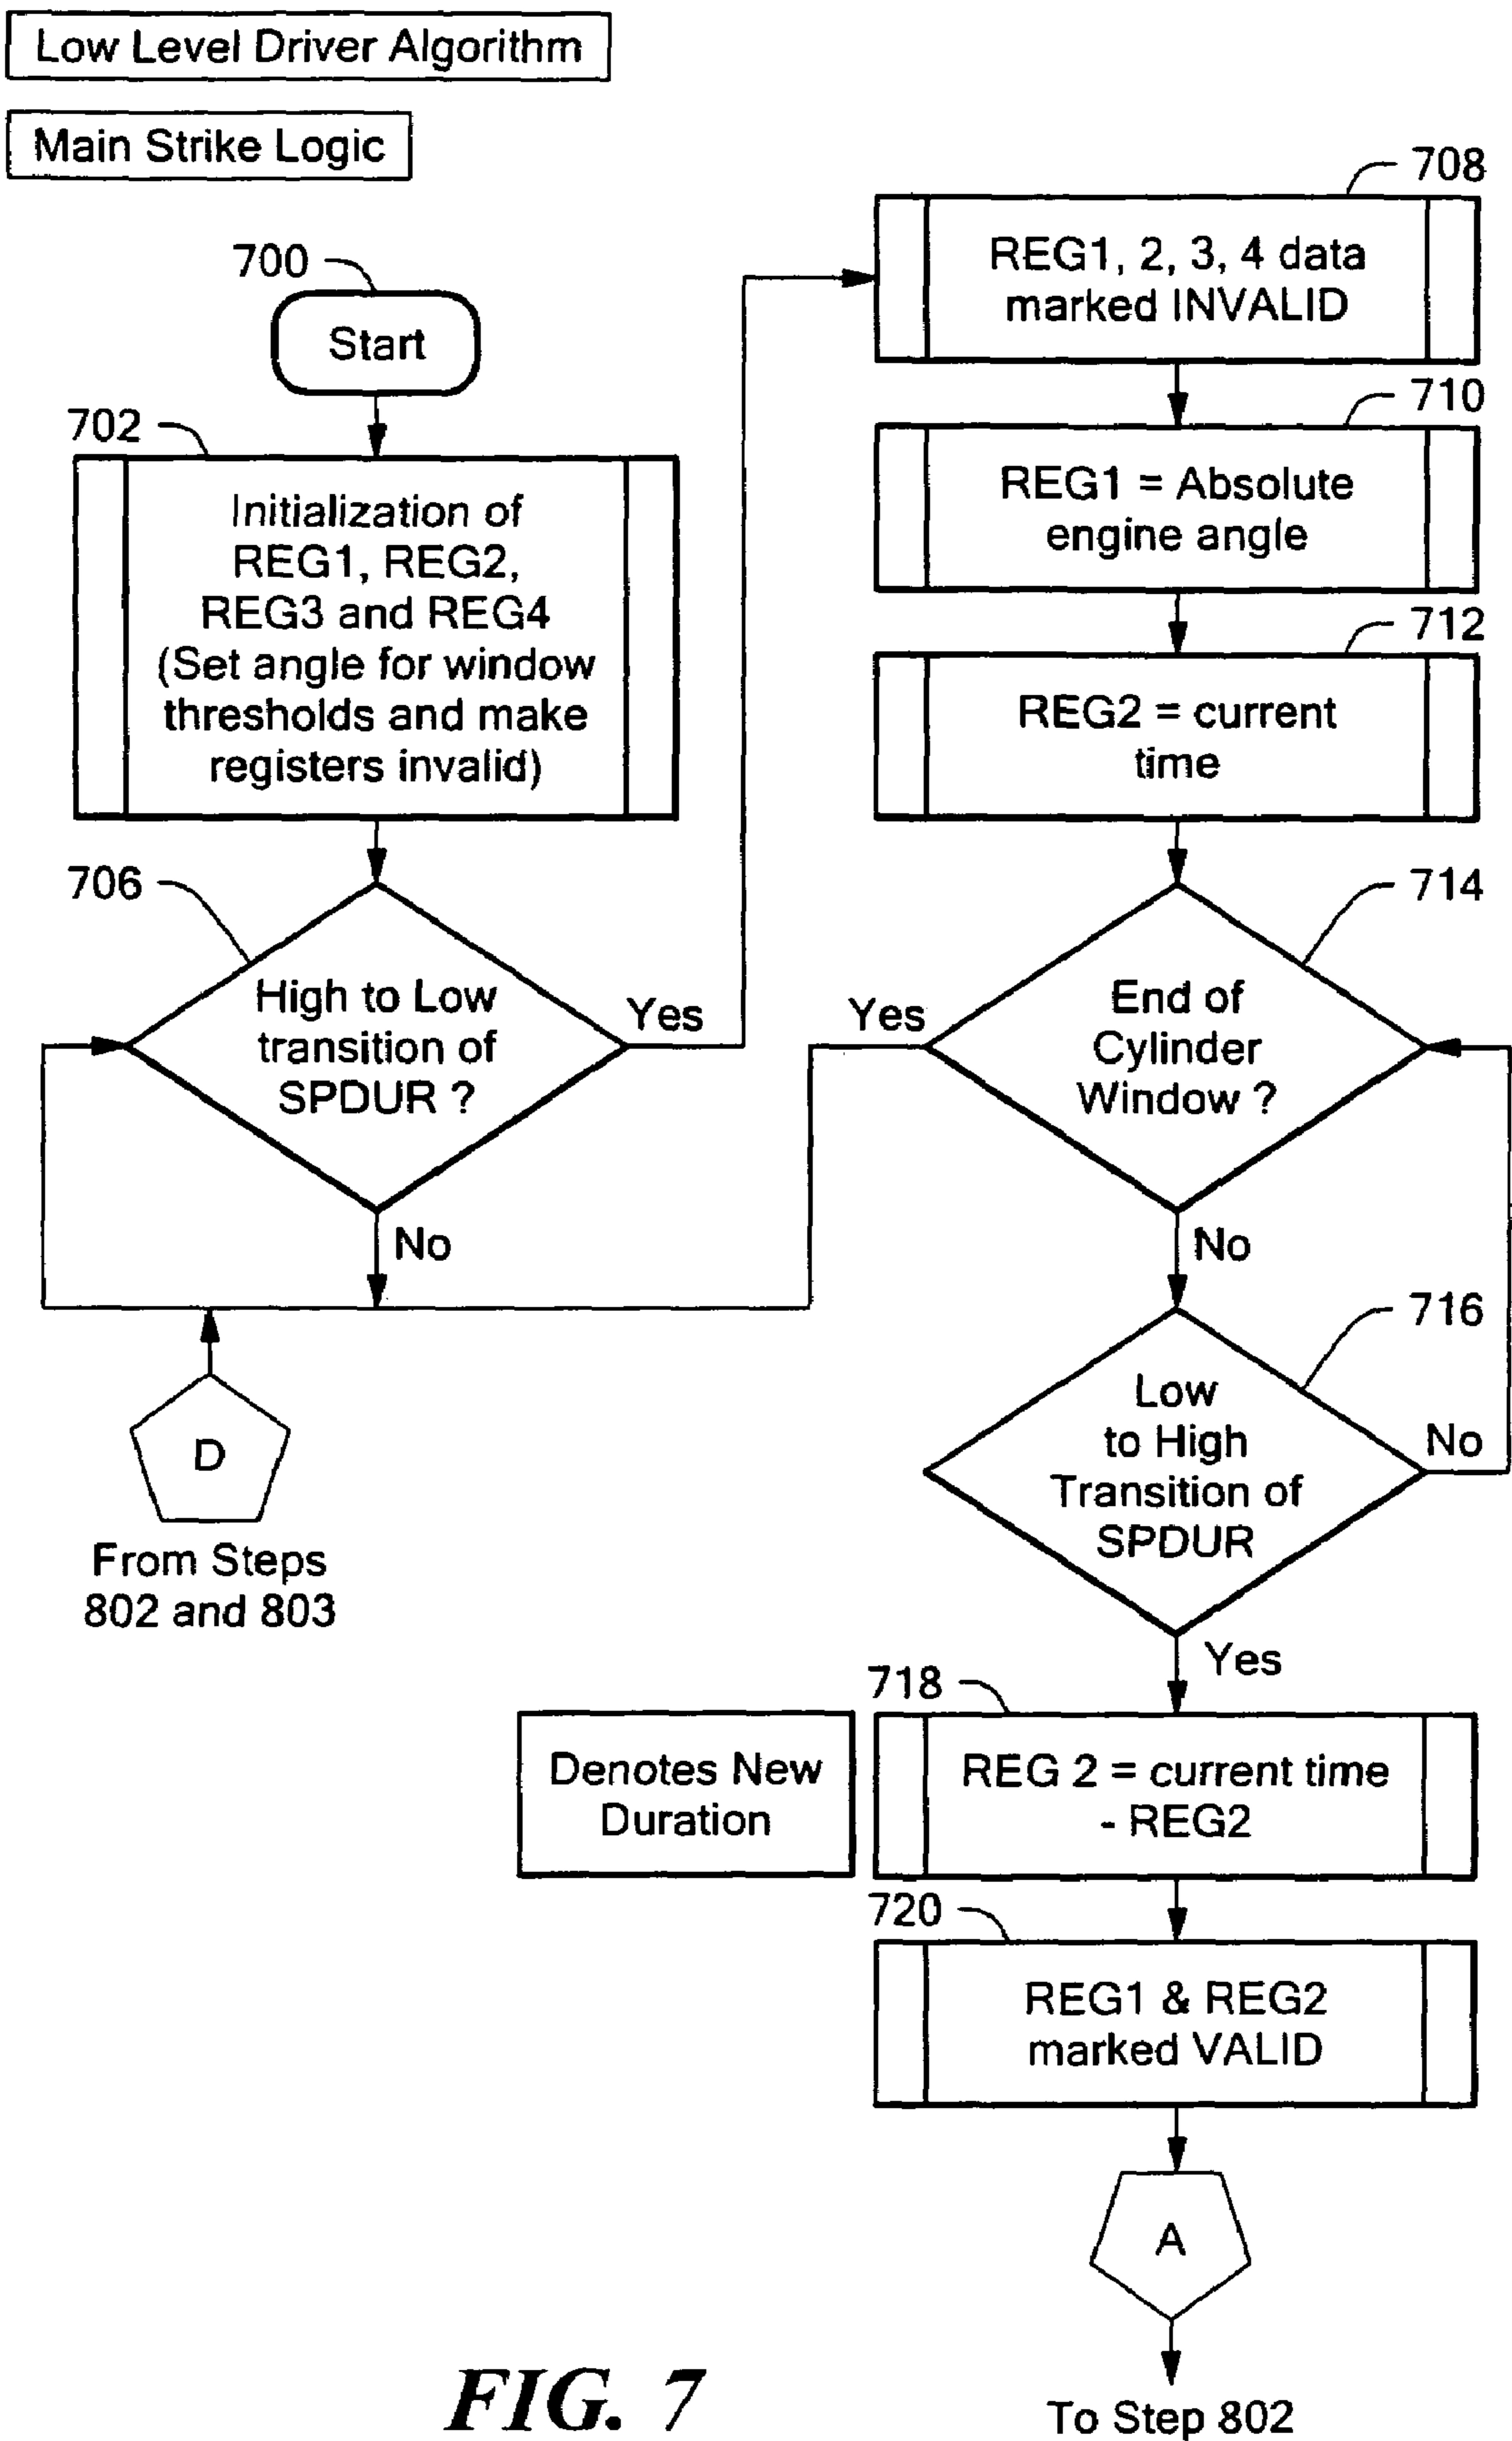 Low Level Driver Algorithm
Main Strike Logic
700
Start
702
Initialization of
REG1, REG2,
REG3 and REG4
(Set angle for window
thresholds and make
registers invalid)
706
High to Low
transition of
SPDUR ?
Yes
No
D
From Steps
802 and 803
708
REG1, 2, 3, 4 data
marked INVALID
710
REG1 = Absolute
engine angle
712
REG2 = current
time
714
End of
Cylinder
Window ?
Yes
No
716
Low
to High
Transition of
SPDUR
No
Yes
718
Denotes New
Duration
REG 2 = current time
- REG2
720
REG1 & REG2
marked VALID
A
To Step 802
FIG. 7